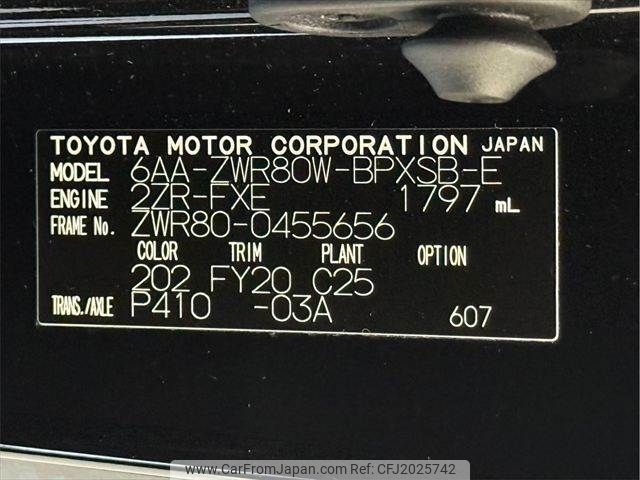 TOYOTA MOTOR CORPORATION JAPAN
MODEL 6AA-ZWR80W-BPXSB-E
ENGINE 2ZR-FXE 1797 mL
FRAME No. ZWR80-0455656
COLOR TRIM PLANT OPTION
202 FY20 C25
TRANS./AXLE P410 -03A 607
www.CarFromJapan.com | CFJ2025742